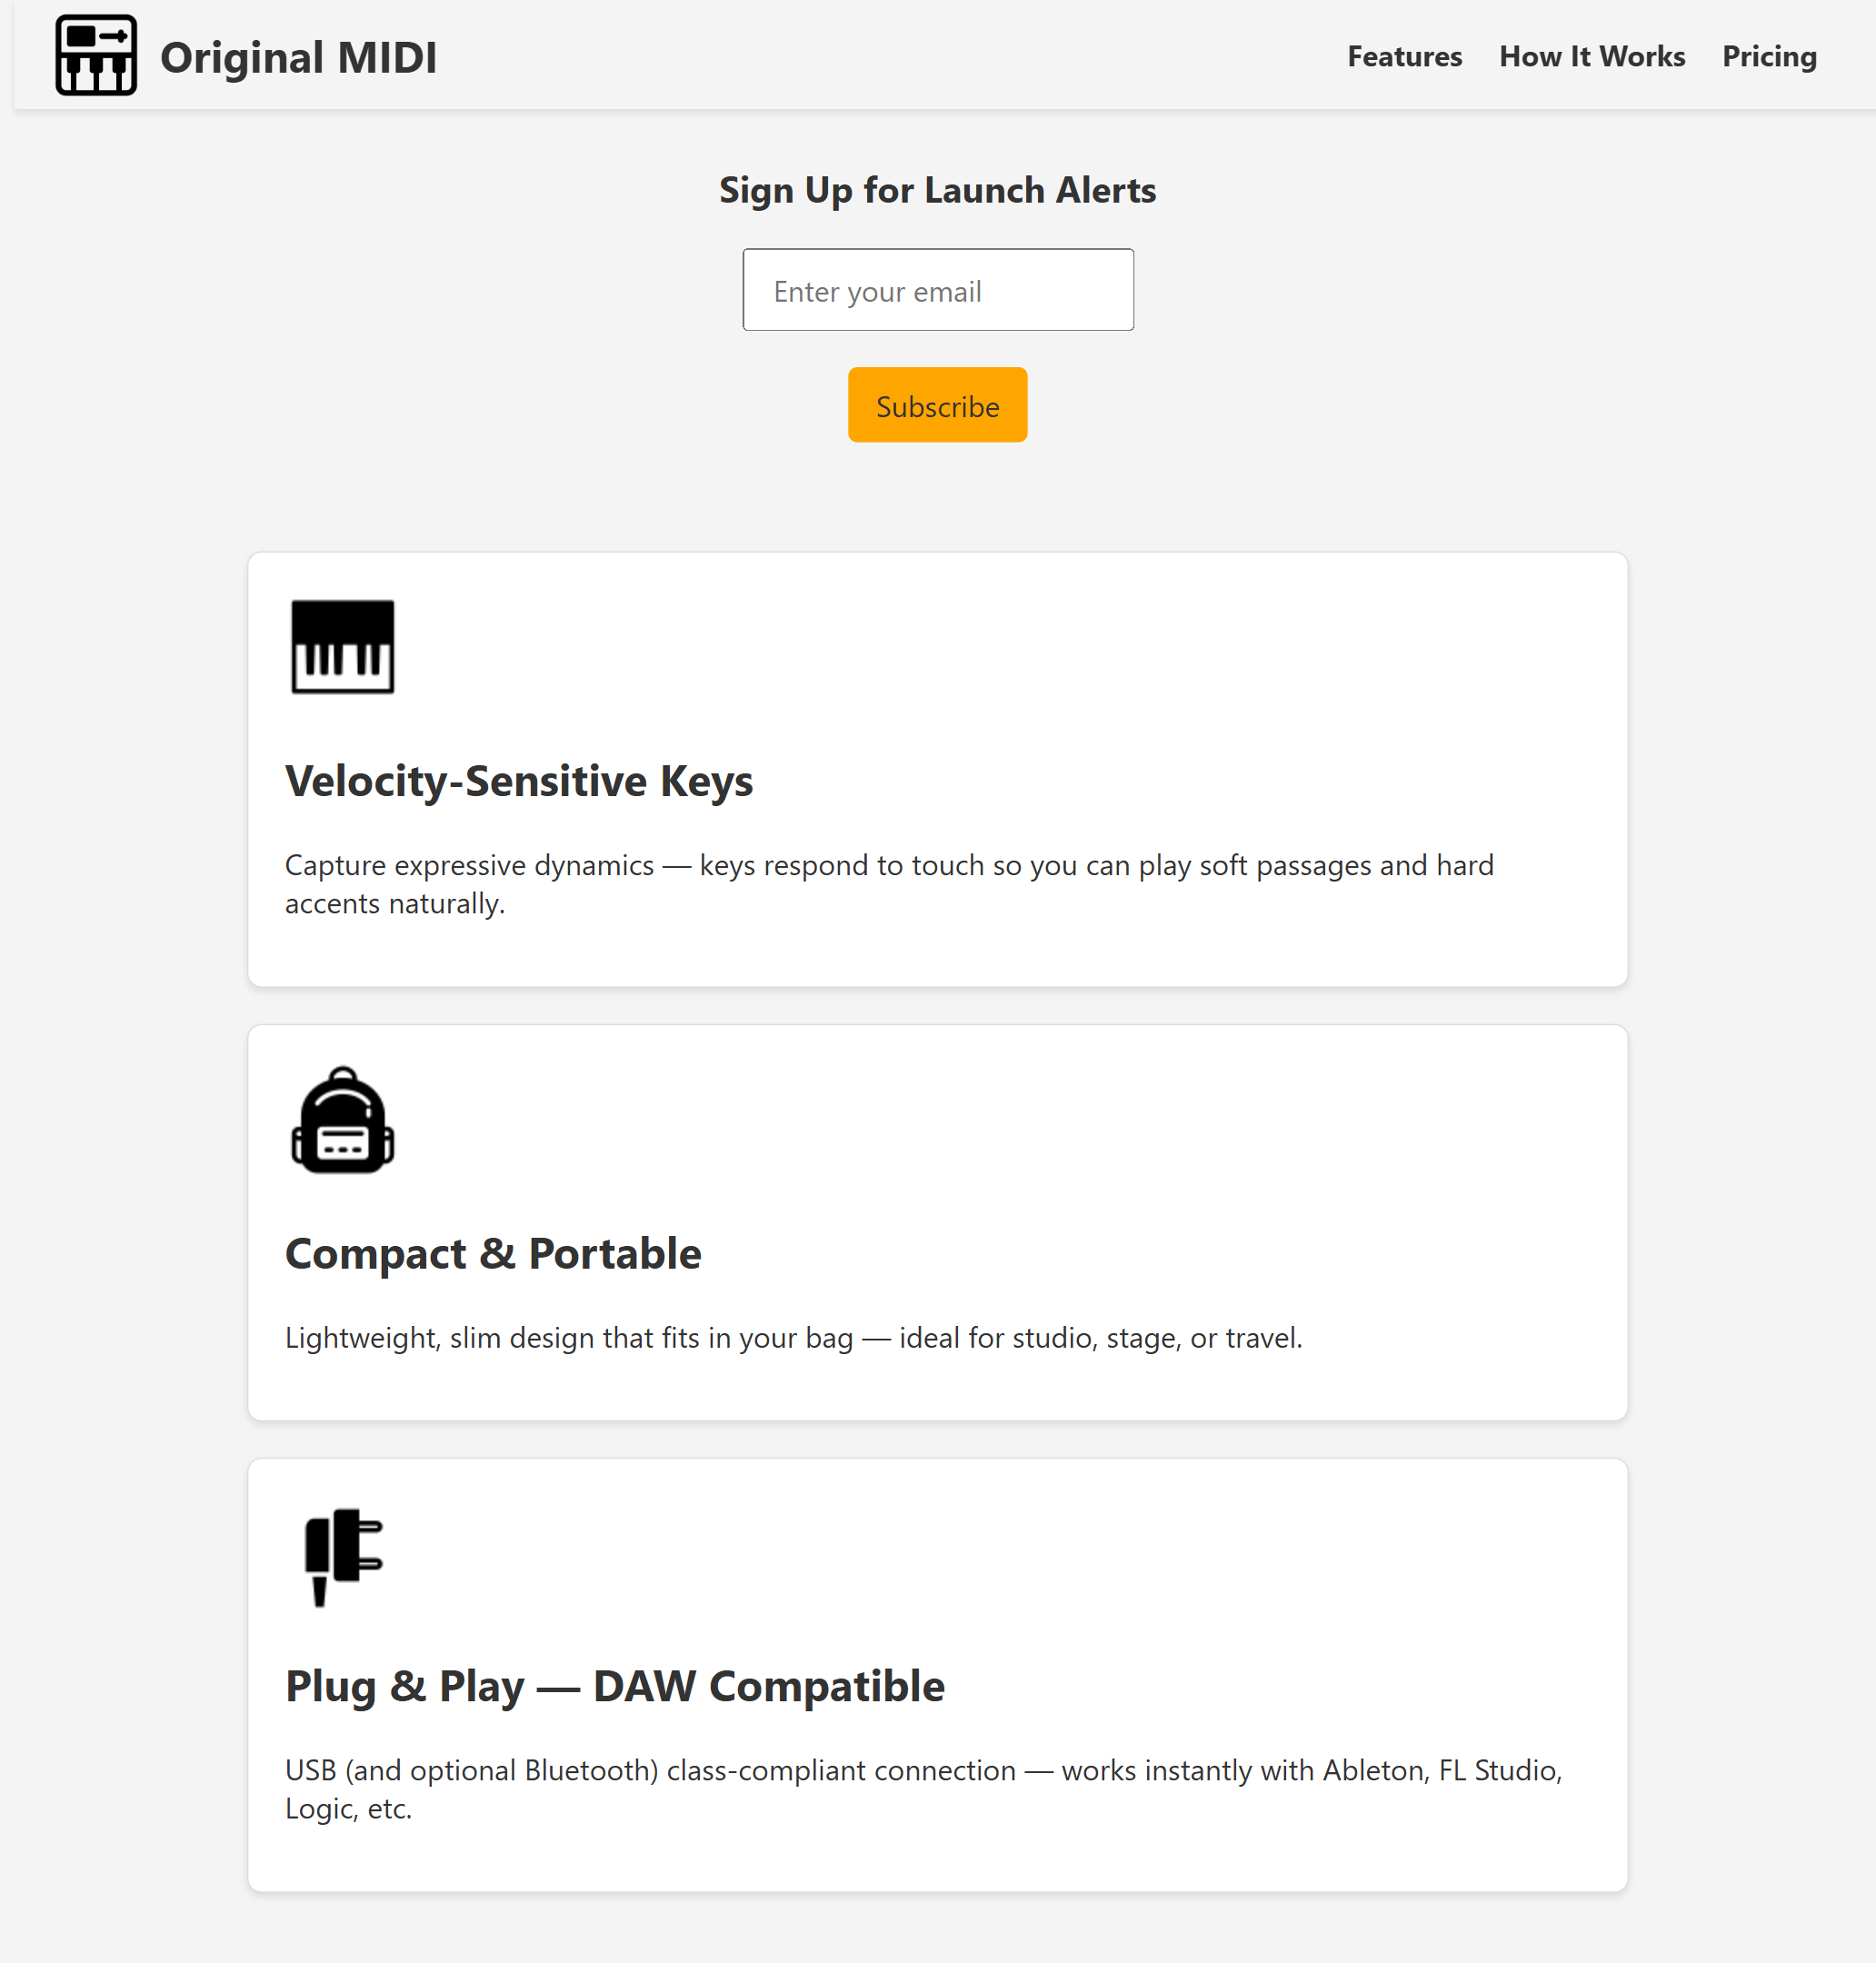 Original MIDI
Features How It Works Pricing
Sign Up for Launch Alerts
Enter your email
Subscribe
Velocity-Sensitive Keys
Capture expressive dynamics — keys respond to touch so you can play soft passages and hard
accents naturally.
Compact & Portable
Lightweight, slim design that fits in your bag — ideal for studio, stage, or travel.
Plug & Play — DAW Compatible
USB (and optional Bluetooth) class-compliant connection — works instantly with Ableton, FL Studio,
Logic, etc.